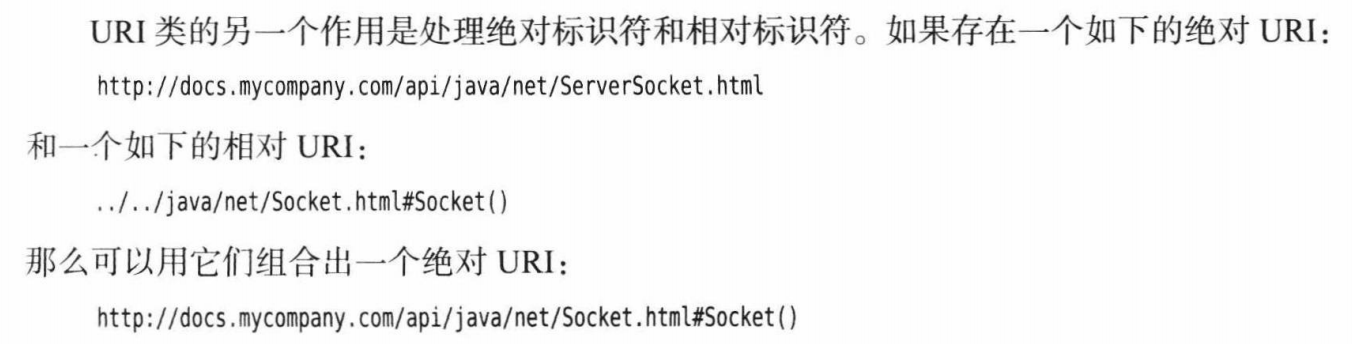 URI 类的另一个作用是处理绝对标识符和相对标识符。如果存在一个如下的绝对 URI：
http://docs.mycompany.com/api/java/net/ServerSocket.html
和一个如下的相对 URI：
../../java/net/Socket.html#Socket()
那么可以用它们组合出一个绝对 URI：
http://docs.mycompany.com/api/java/net/Socket.html#Socket()